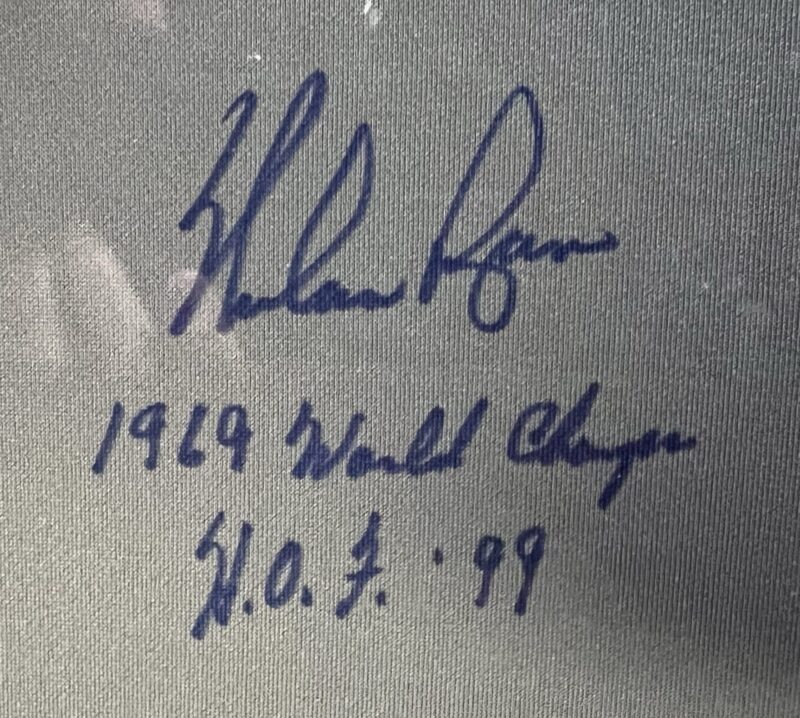 Nolan Ryan
1969 World Champs
H.O.F. '99